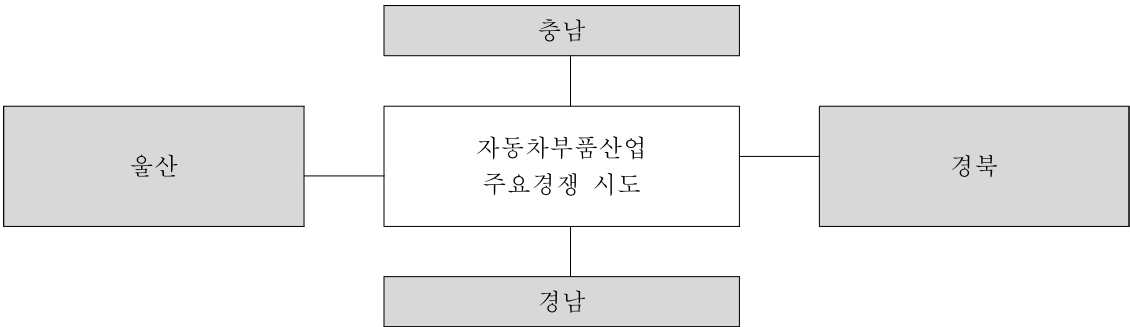 충남
울산
자동차부품산업
주요경쟁 시도
경북
경남